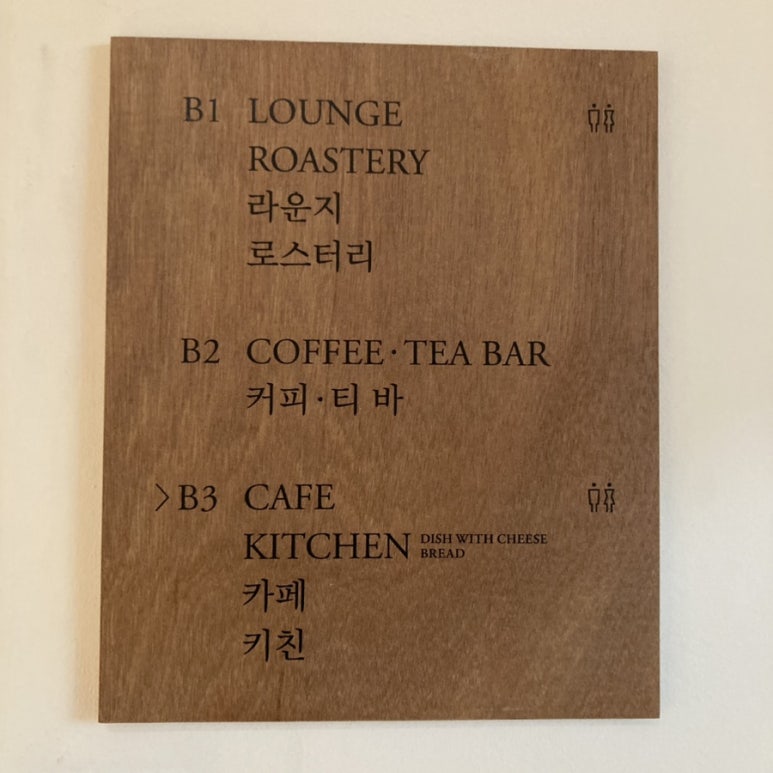 B1 LOUNGE
ROASTERY
라운지
로스터리
B2 COFFEE·TEA BAR
커피·티 바
>B3 CAFE
KITCHEN DISH WITH CHEESE
BREAD
카페
키친